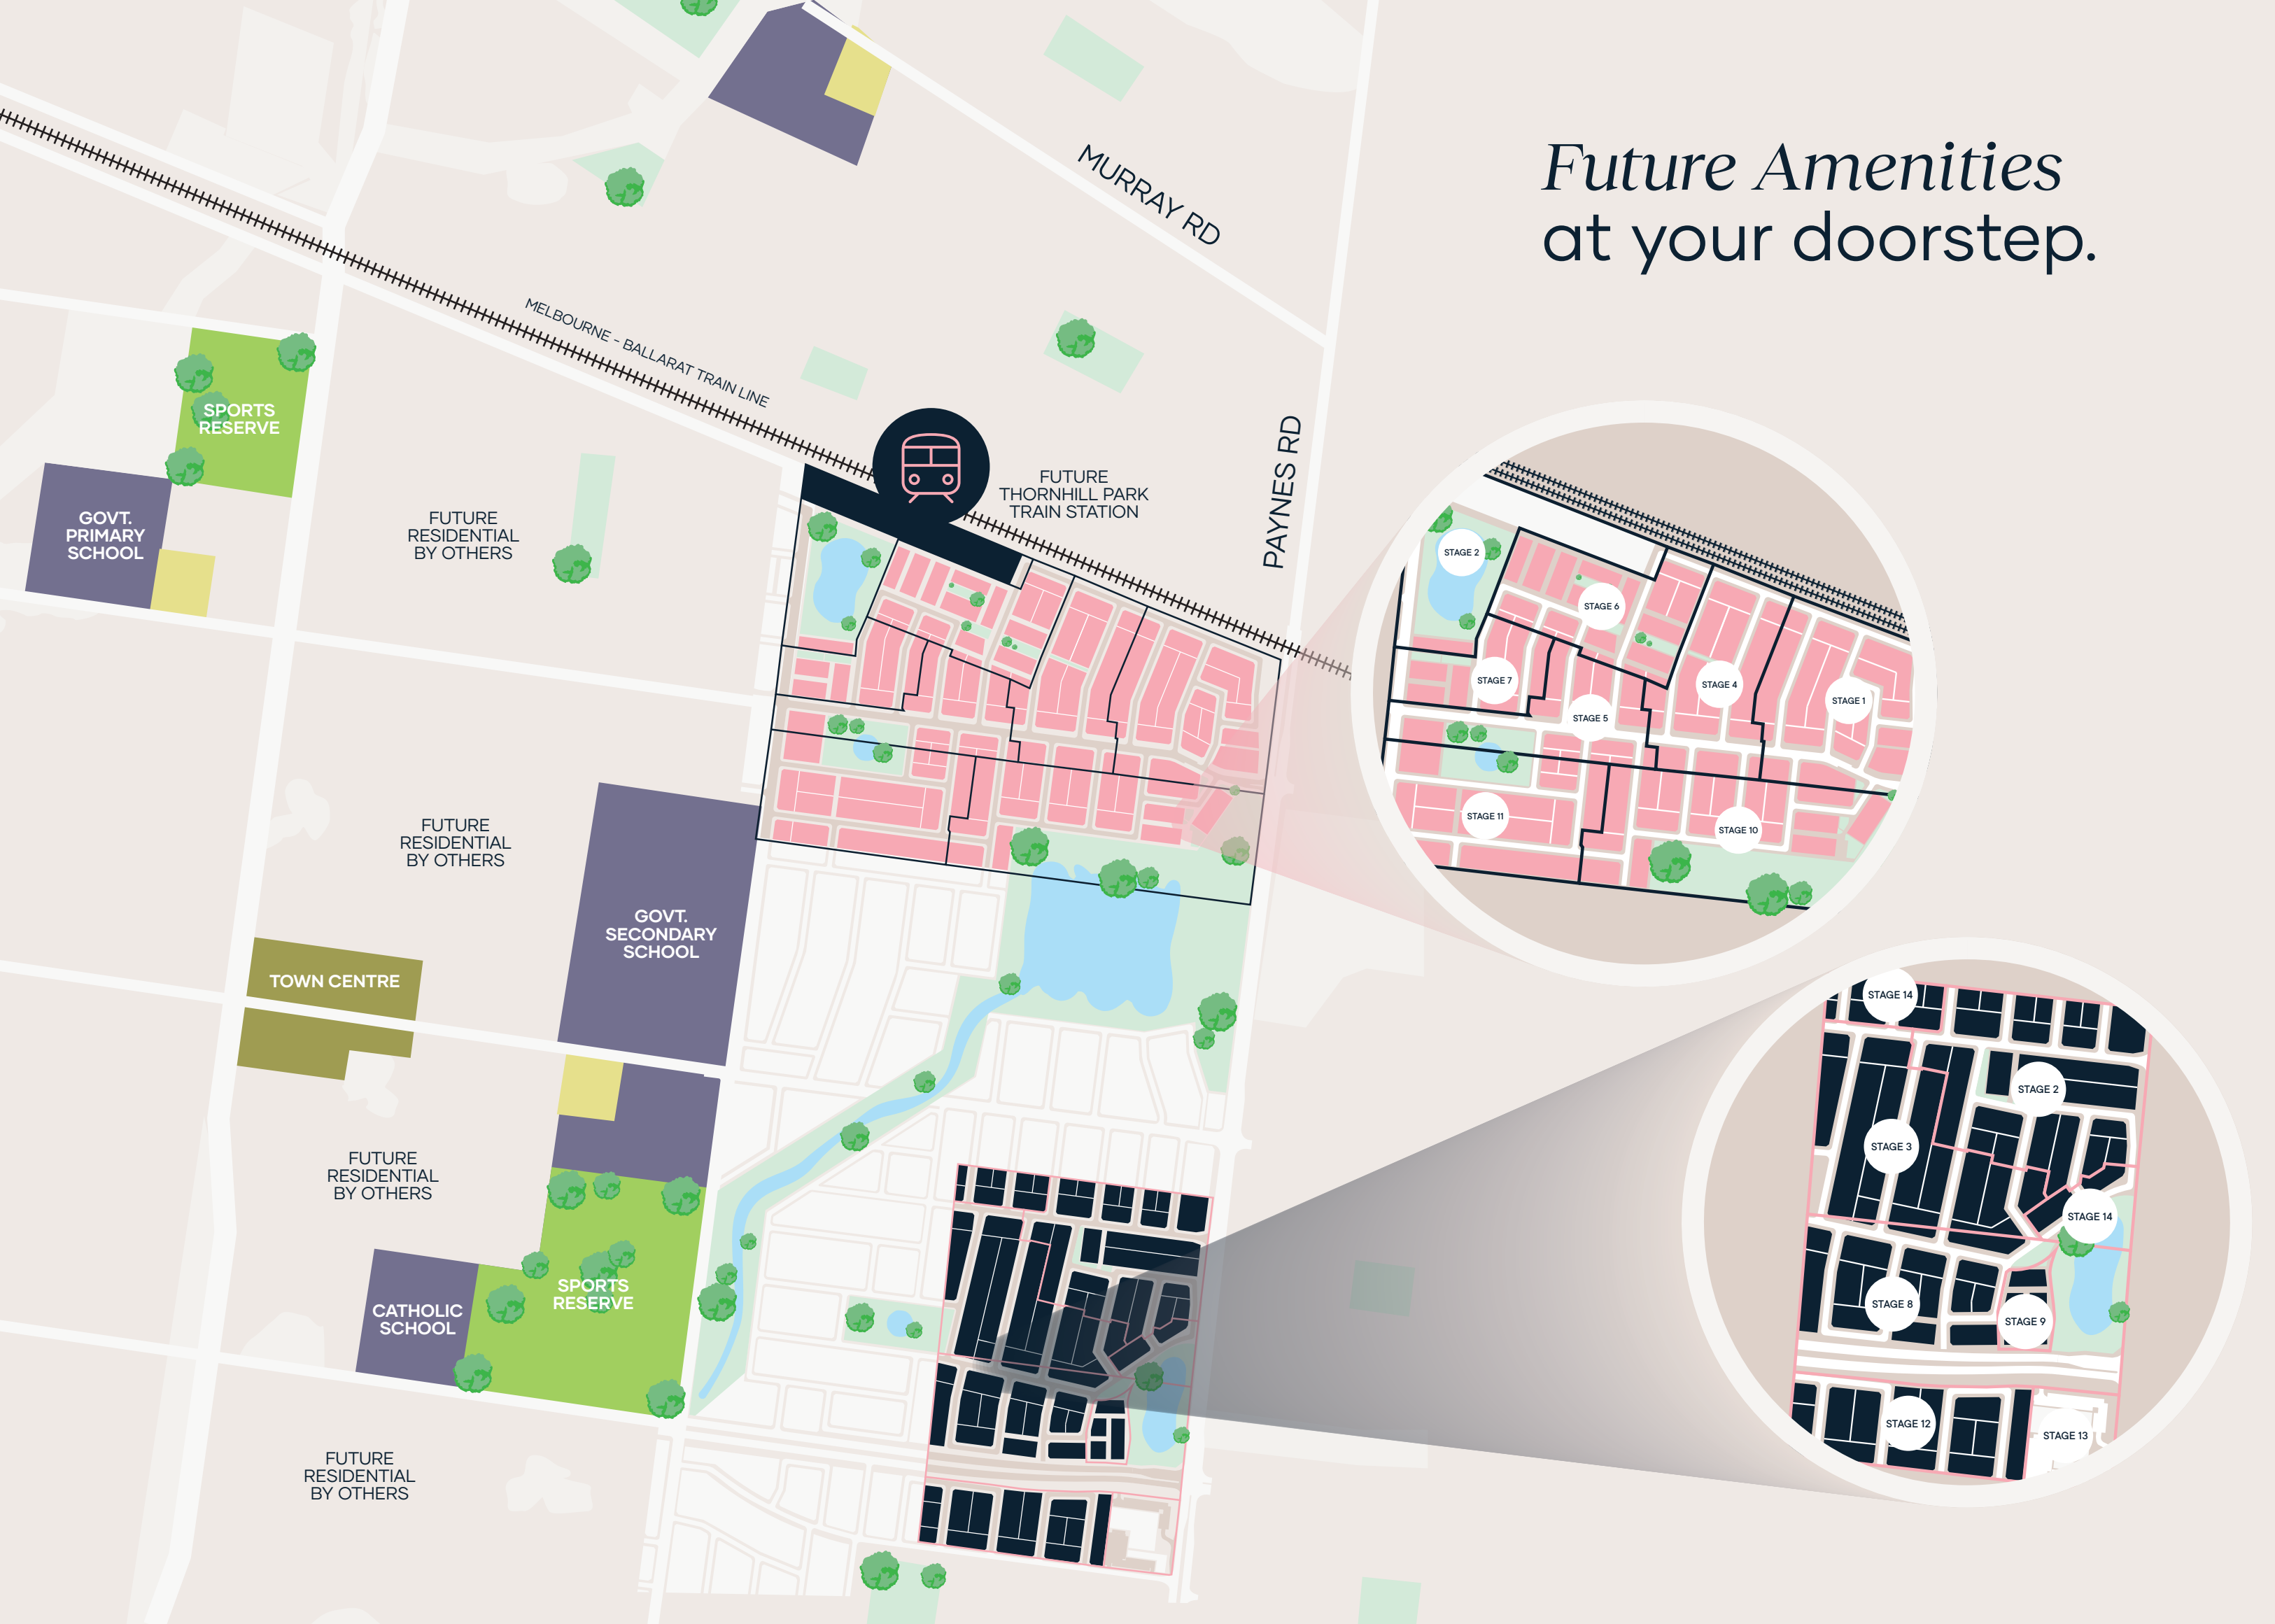 Future Amenities
at your doorstep.
MURRAY RD
MELBOURNE - BALLARAT TRAIN LINE
PAYNES RD
FUTURE
THORNHILL PARK
TRAIN STATION
SPORTS
RESERVE
GOVT.
PRIMARY
SCHOOL
FUTURE
RESIDENTIAL
BY OTHERS
FUTURE
RESIDENTIAL
BY OTHERS
GOVT.
SECONDARY
SCHOOL
TOWN CENTRE
FUTURE
RESIDENTIAL
BY OTHERS
CATHOLIC
SCHOOL
SPORTS
RESERVE
FUTURE
RESIDENTIAL
BY OTHERS
STAGE 2
STAGE 6
STAGE 7
STAGE 4
STAGE 1
STAGE 5
STAGE 11
STAGE 10
STAGE 14
STAGE 2
STAGE 3
STAGE 14
STAGE 8
STAGE 9
STAGE 12
STAGE 13